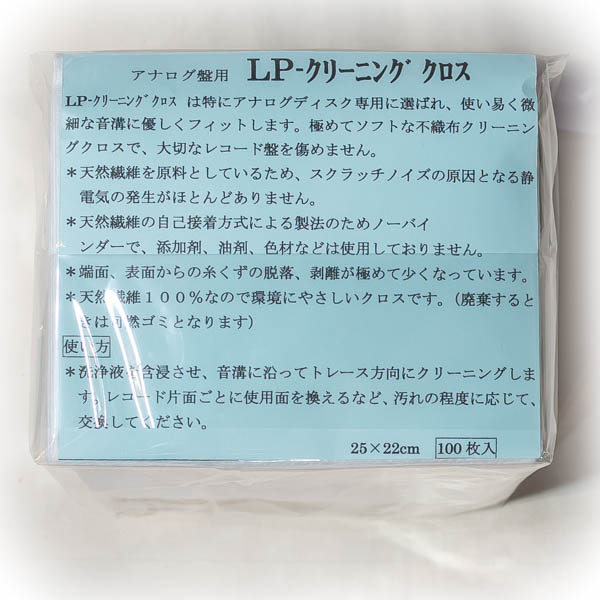 アナログ盤用 LP-ｸﾘｰﾆﾝｸﾞ ｸﾛｽ
LP-ｸﾘｰﾆﾝｸﾞｸﾛｽ は特にアナログディスク専用に選ばれ、使い易く微
細な音溝に優しくフィットします。極めてソフトな不織布クリーニン
グクロスで、大切なレコード盤を傷めません。
＊天然繊維を原料としているため、スクラッチノイズの原因となる静
電気の発生がほとんどありません。
＊天然繊維の自己接着方式による製法のためノーバイ
ンダーで、添加剤、油剤、色材などは使用しておりません。
＊端面、表面からの糸くずの脱落、剥離が極めて少くなっています。
＊天然繊維１００％なので環境にやさしいクロスです。（廃棄すると
きは可燃ゴミとなります）
使い方
＊洗浄液を含浸させ、音溝に沿ってトレース方向にクリーニングしま
す。レコード片面ごとに使用面を換えるなど、汚れの程度に応じて、
交換してください。
25×22cm 100枚入